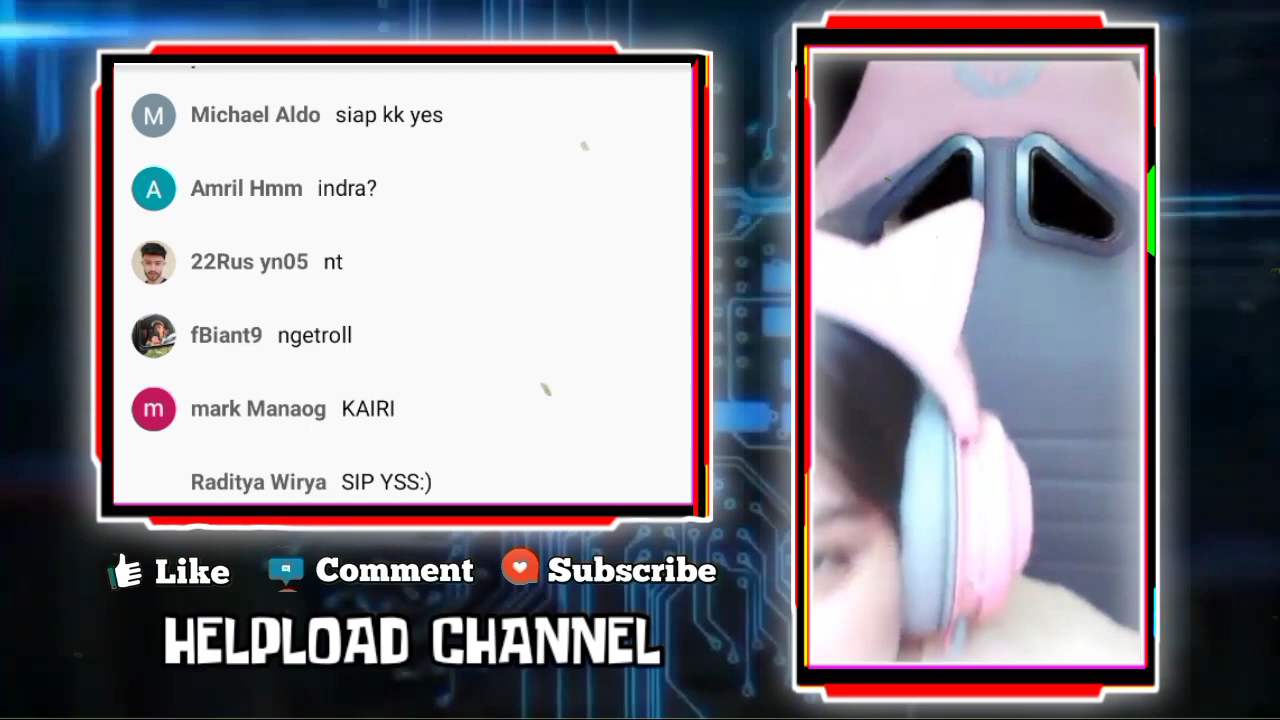 M Michael Aldo siap kk yes
A Amril Hmm indra?
22Rus yn05 nt
fBiant9 ngetroll
m mark Manaog KAIRI
Raditya Wirya SIP YSS:)
Like Comment Subscribe
HELPLOAD CHANNEL